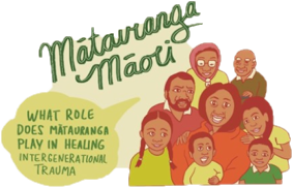 Mātauranga
Māori
WHAT ROLE
DOES MĀTAURANGA
PLAY IN HEALING
INTERGENERATIONAL
TRAUMA